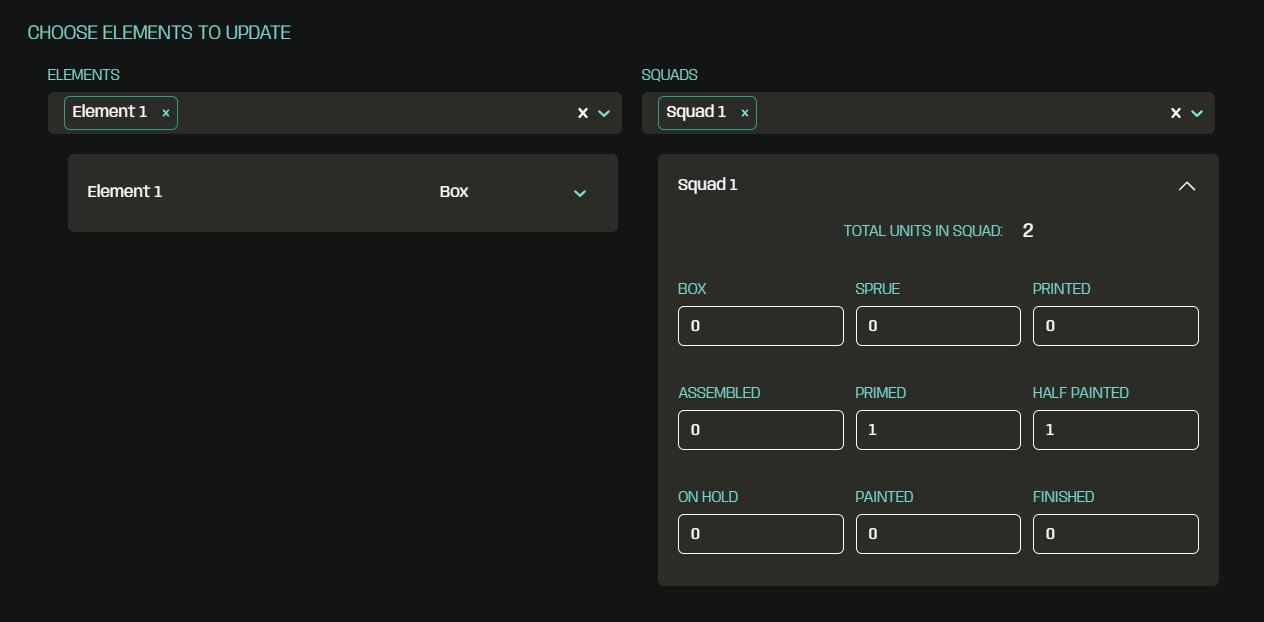 CHOOSE ELEMENTS TO UPDATE
ELEMENTS
Element 1 ×
Element 1 Box
SQUADS
Squad 1 ×
Squad 1
TOTAL UNITS IN SQUAD: 2
BOX SPRUE PRINTED
0 0 0
ASSEMBLED PRIMED HALF PAINTED
0 1 1
ON HOLD PAINTED FINISHED
0 0 0